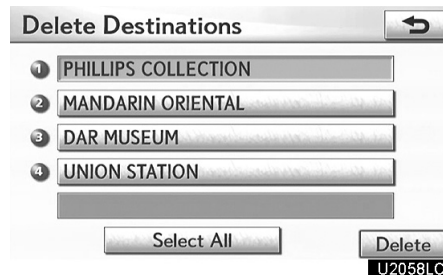 Delete Destinations
1 PHILLIPS COLLECTION
2 MANDARIN ORIENTAL
3 DAR MUSEUM
4 UNION STATION
Select All
Delete
U2058LC